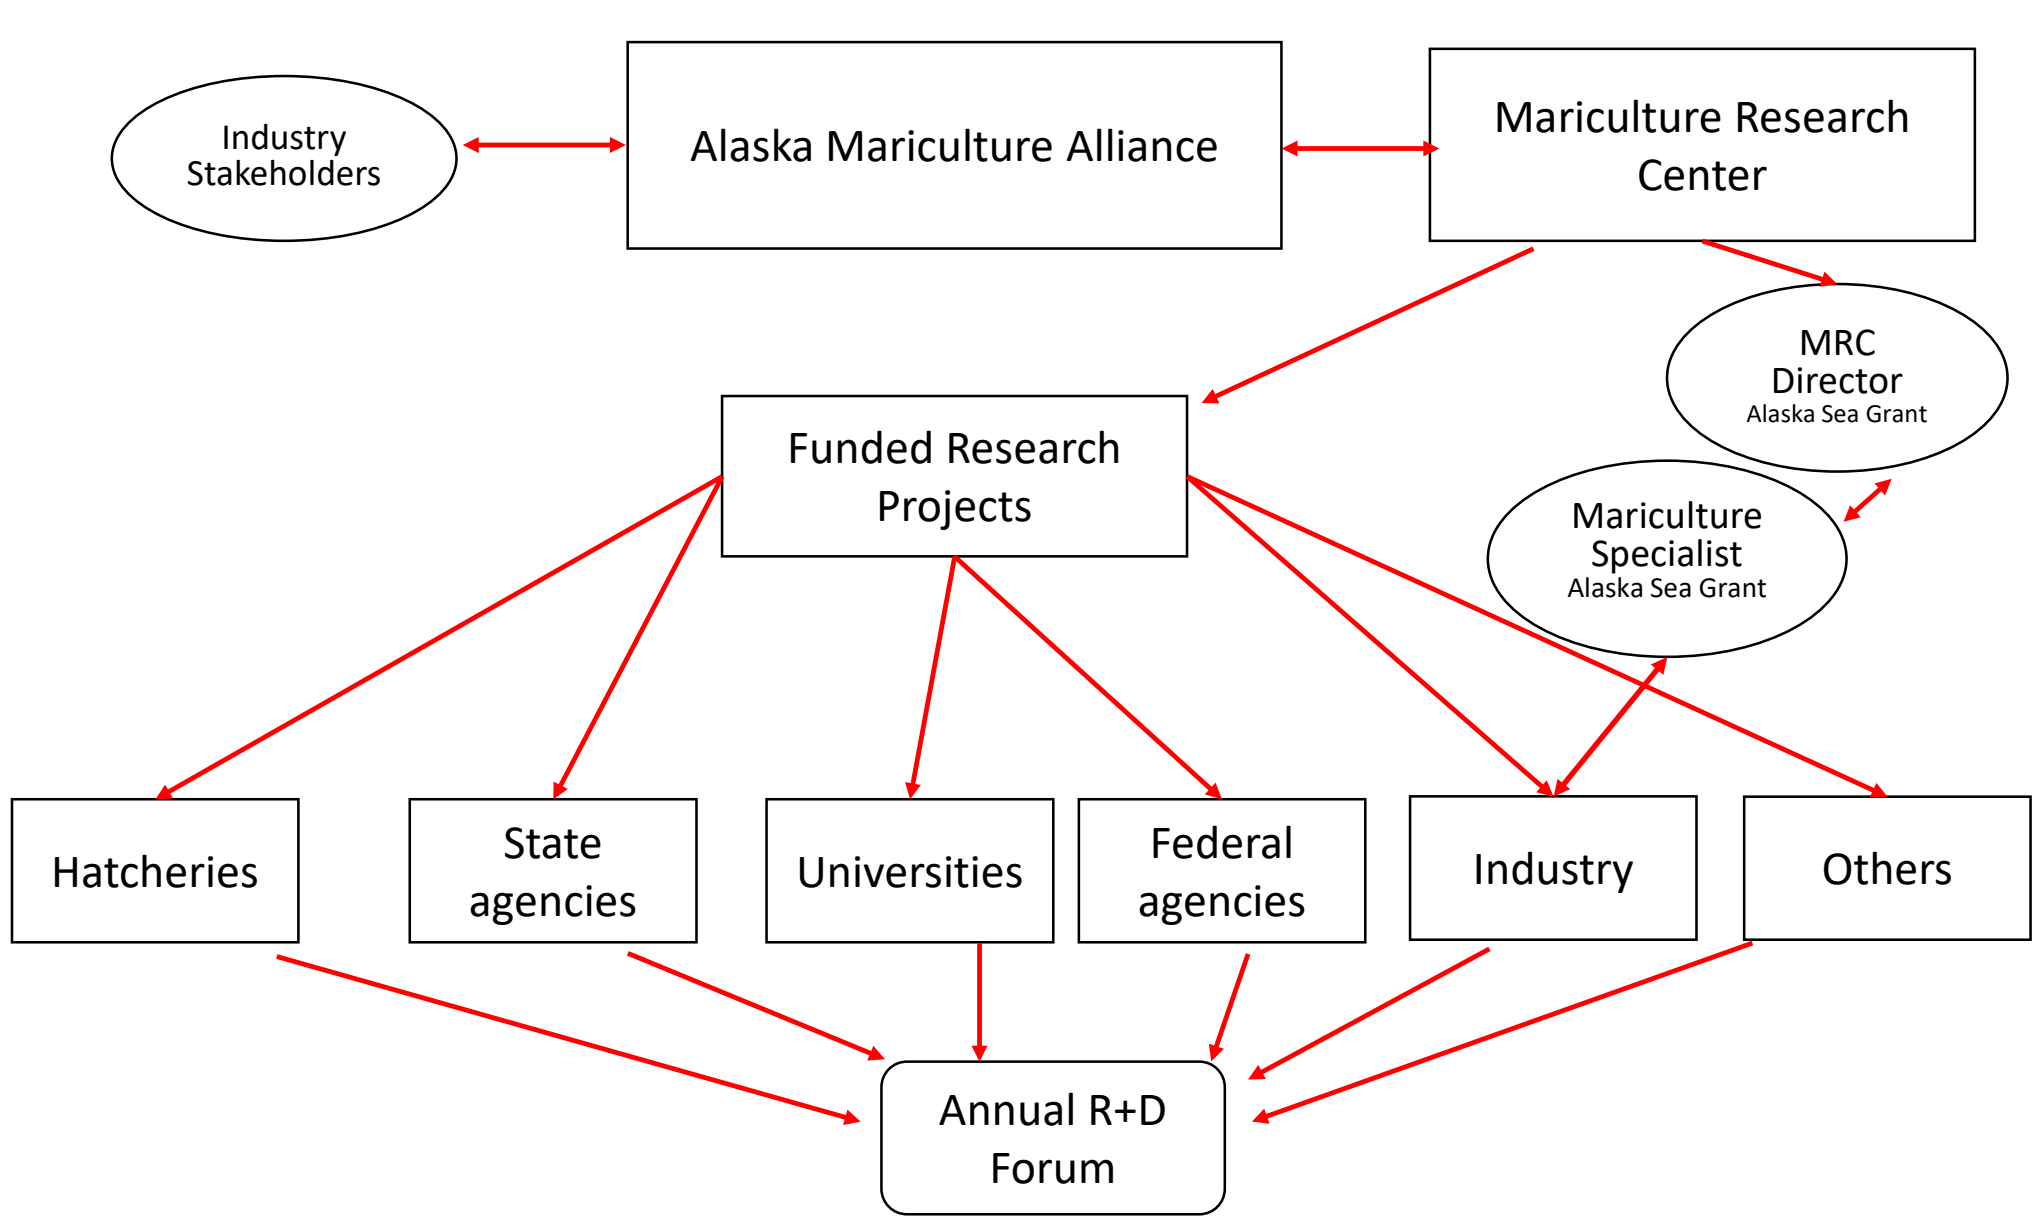 Industry
Stakeholders
Alaska Mariculture Alliance
Mariculture Research
Center
MRC
Director
Alaska Sea Grant
Funded Research
Projects
Mariculture
Specialist
Alaska Sea Grant
Hatcheries
State
agencies
Universities
Federal
agencies
Industry
Others
Annual R+D
Forum